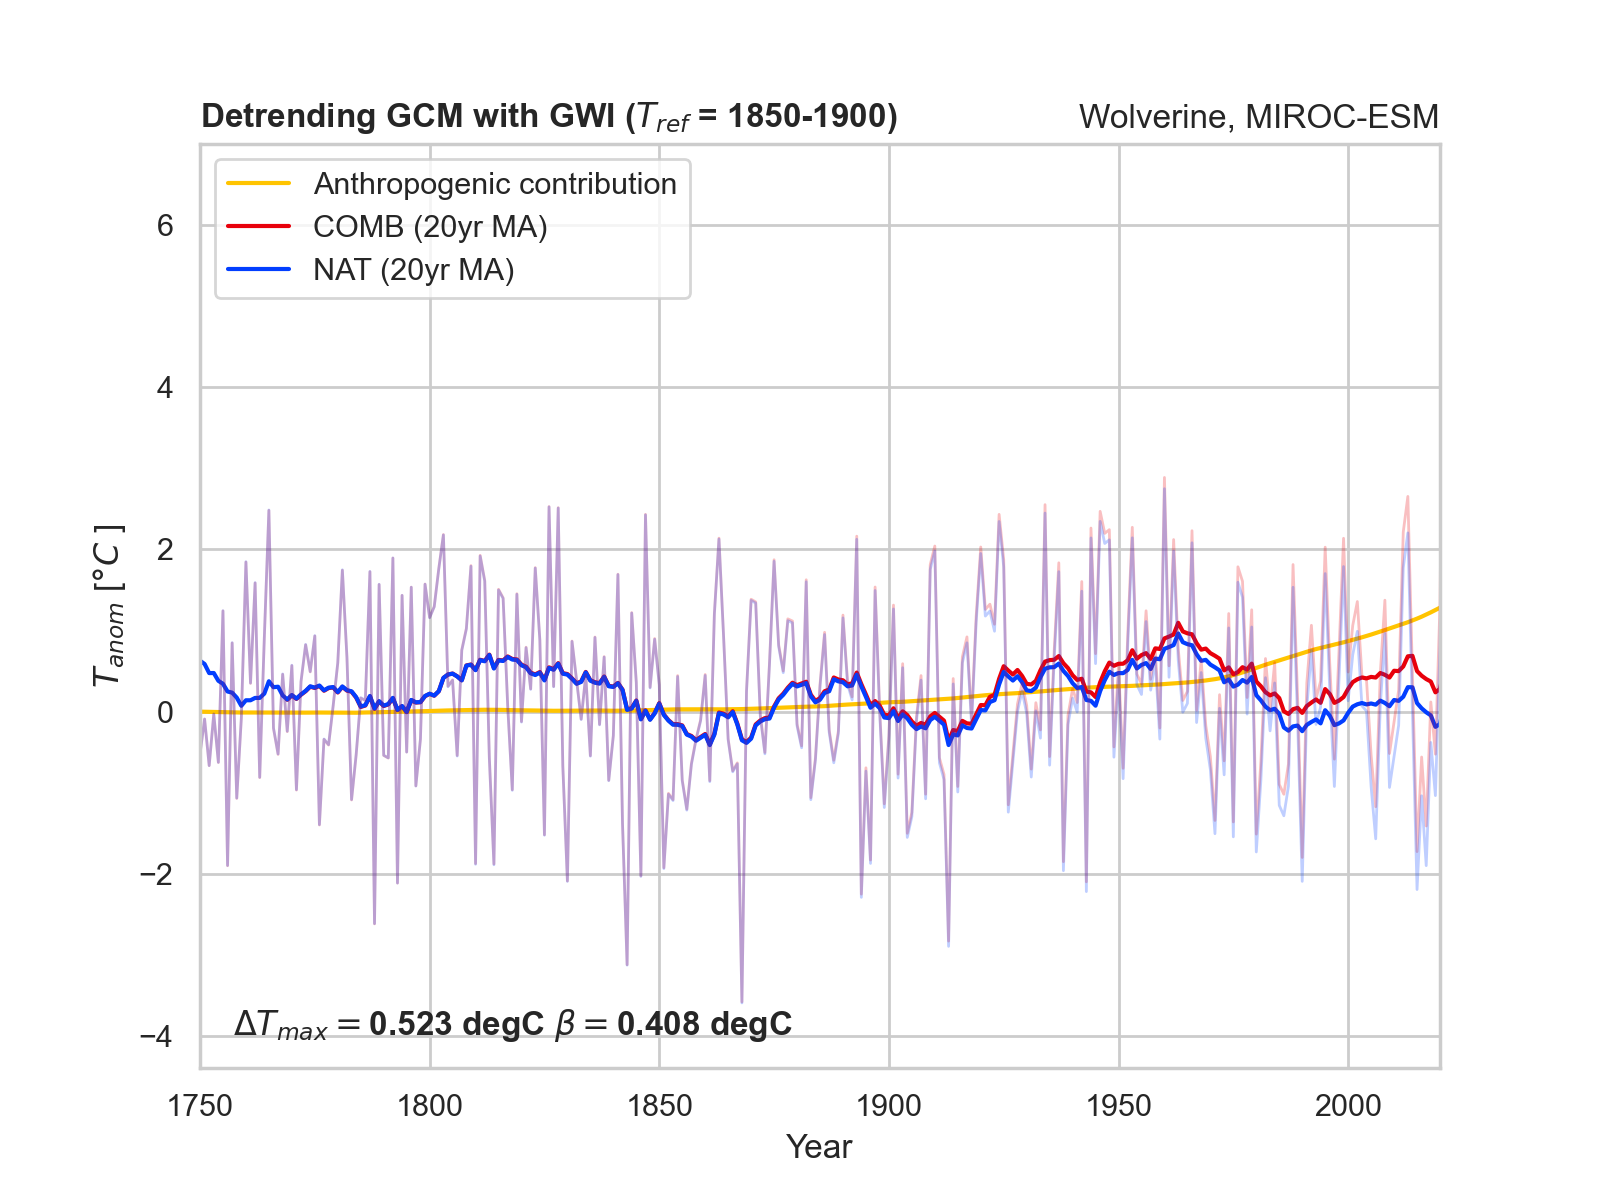 Detrending GCM with GWI (T_ref = 1850-1900) Wolverine, MIROC-ESM
Anthropogenic contribution
COMB (20yr MA)
NAT (20yr MA)
6
4
2
0
−2
−4
T_anom [°C ]
ΔT_max = 0.523 degC β = 0.408 degC
1750 1800 1850 1900 1950 2000
Year